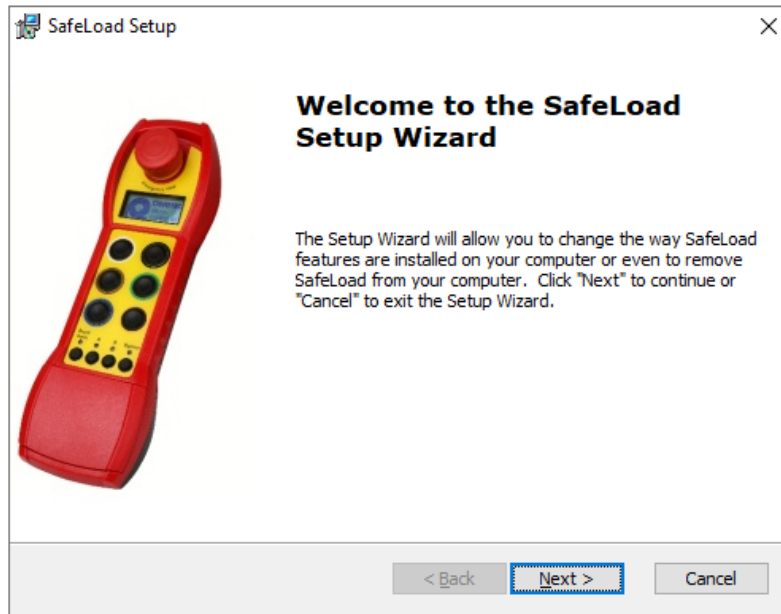 SafeLoad Setup
Welcome to the SafeLoad
Setup Wizard
The Setup Wizard will allow you to change the way SafeLoad
features are installed on your computer or even to remove
SafeLoad from your computer.  Click "Next" to continue or
"Cancel" to exit the Setup Wizard.
< Back
Next >
Cancel